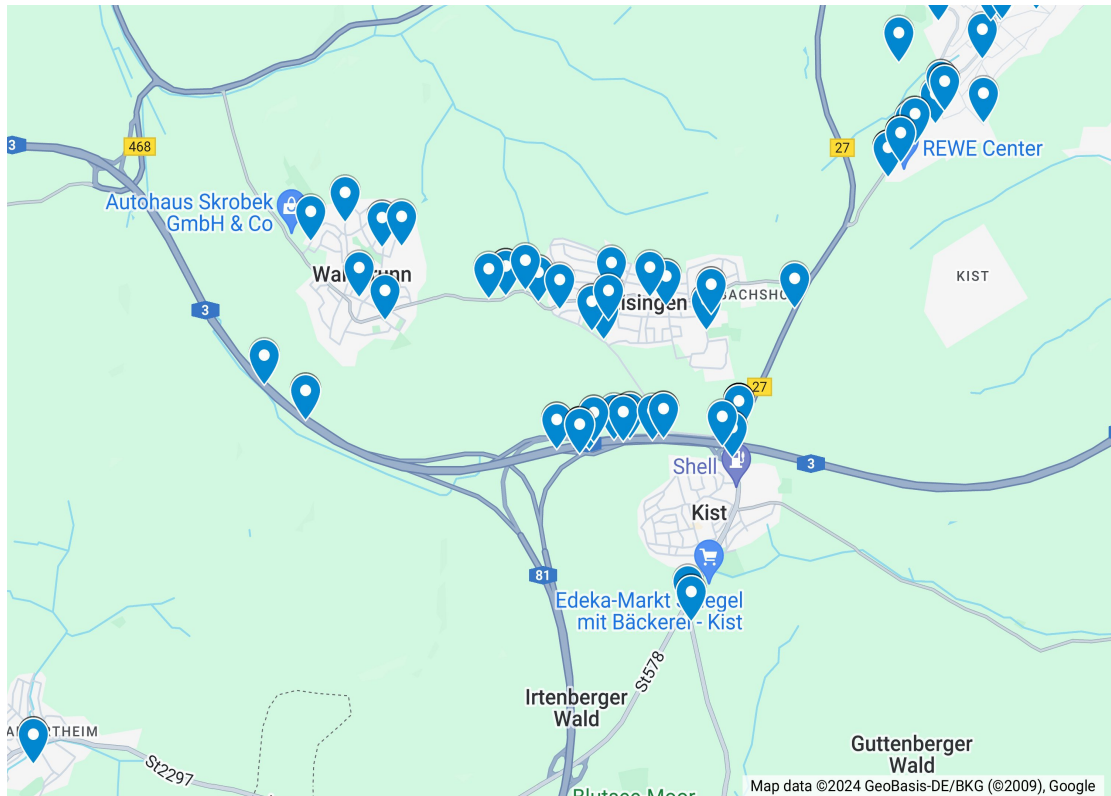 3
468
27
REWE Center
Autohaus Skrobek
GmbH & Co
KIST
3
27
Shell
3
Kist
81
Edeka-Markt
mit Bäckerei - Kist
St578
Irtenberger
Wald
St2297
Guttenberger
Wald
Map data ©2024 GeoBasis-DE/BKG (©2009), Google